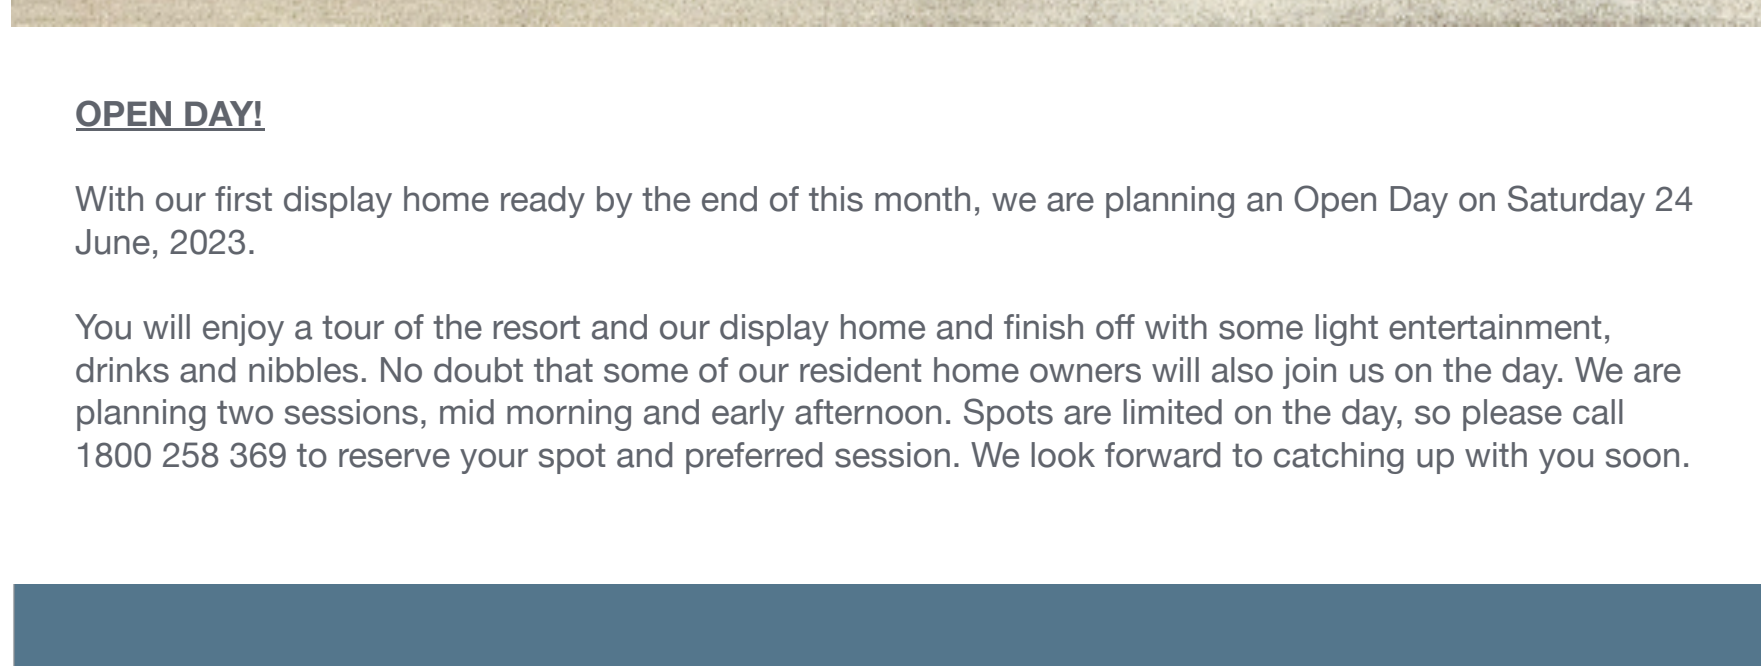 OPEN DAY!
With our first display home ready by the end of this month, we are planning an Open Day on Saturday 24
June, 2023.
You will enjoy a tour of the resort and our display home and finish off with some light entertainment,
drinks and nibbles. No doubt that some of our resident home owners will also join us on the day. We are
planning two sessions, mid morning and early afternoon. Spots are limited on the day, so please call
1800 258 369 to reserve your spot and preferred session. We look forward to catching up with you soon.